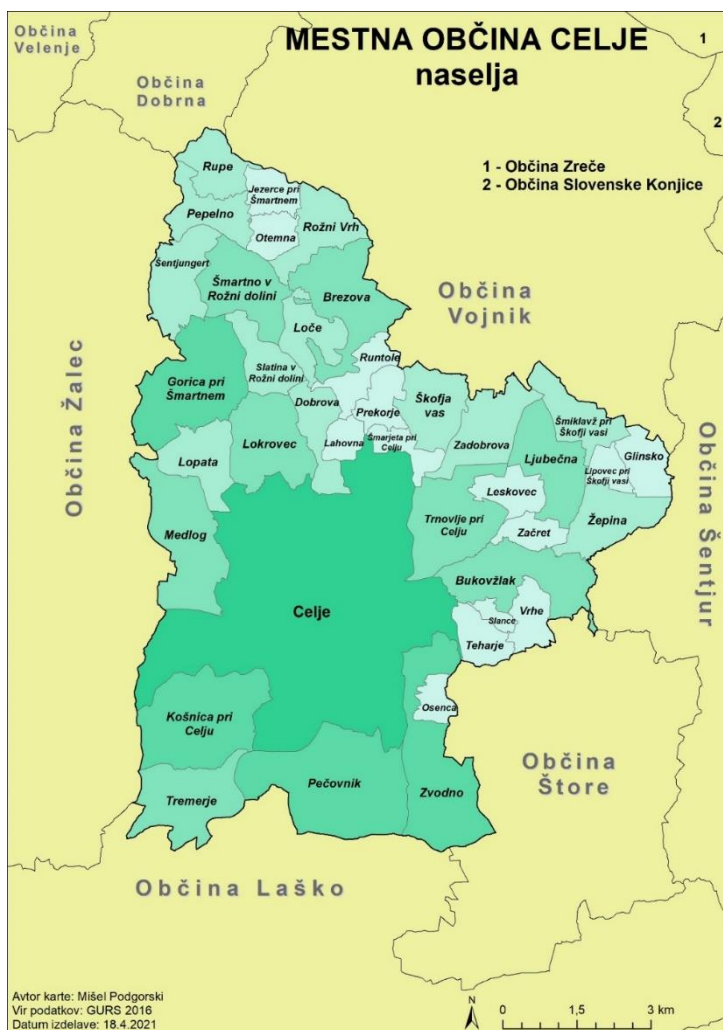 MESTNA OBČINA CELJE
naselja
Občina
Velenje
Občina
Dobrna
1
2
1 - Občina Zreče
2 - Občina Slovenske Konjice
Rupe
Jezerce pri
Šmartnem
Pepelno
Otemna
Rožni Vrh
Šentjungert
Šmartno v
Rožni dolini
Brezova
Občina
Vojnik
Loče
Runtole
Slatina v
Rožni dolini
Gorica pri
Šmartnem
Dobrova
Prekorje
Škofja
vas
Šmiklavž pri
Škofji vasi
Občina Žalec
Lopata
Lokrovec
Lahovna
Šmarjeta pri
Celju
Zadobrova
Ljubečna
Glinsko
Lipovec pri
Škofji vasi
Leskovec
Medlog
Trnovlje pri
Celju
Začret
Žepina
Občina Šentjur
Bukovžlak
Celje
Vrhe
Slance
Teharje
Osenca
Košnica pri
Celju
Občina
Štore
Pečovnik
Zvodno
Tremerje
Občina Laško
Avtor karte: Mišel Podgorski
Vir podatkov: GURS 2016
Datum izdelave: 18.4.2021
N
0 1,5 3 km